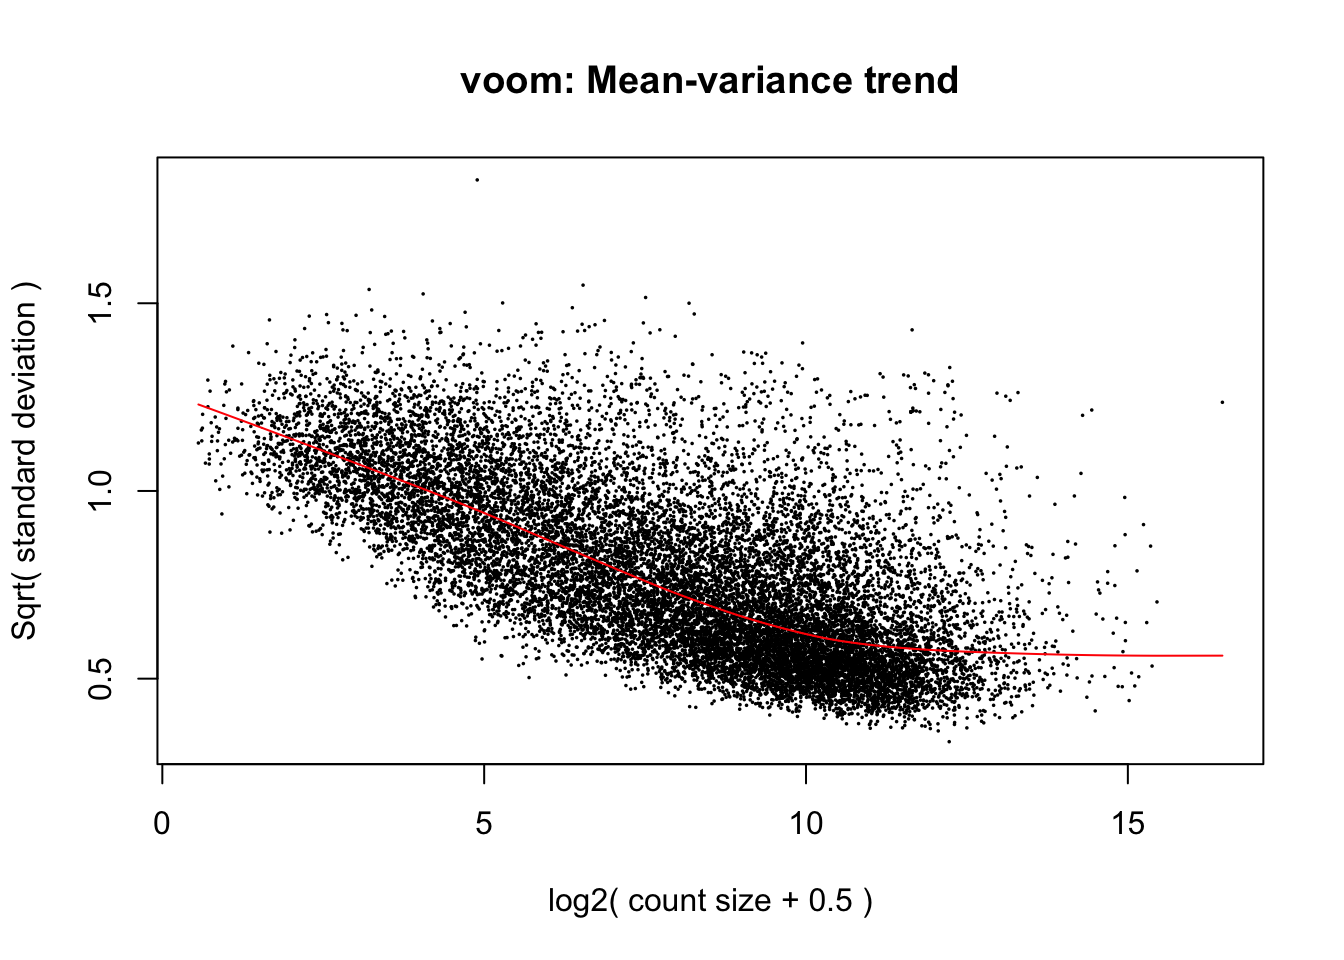 voom: Mean-variance trend
Sqrt( standard deviation )
1.5
1.0
0.5
0
5
10
15
log2( count size + 0.5 )